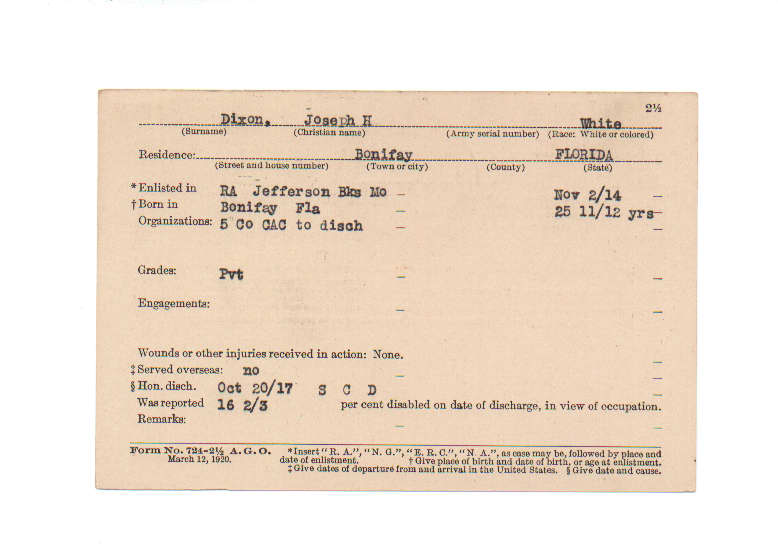 2½
Dixon, Joseph H White
(Surname) (Christian name) (Army serial number) (Race: White or colored)
Residence: Bonifay FLORIDA
(Street and house number) (Town or city) (County) (State)
* Enlisted in RA Jefferson Bks Mo Nov 2/14
† Born in Bonifay Fla 25 11/12 yrs
Organizations: 5 Co CAC to disch
Grades: Pvt
Engagements:
Wounds or other injuries received in action: None.
‡ Served overseas: no
§ Hon. disch. Oct 20/17 S C D
Was reported 16 2/3 per cent disabled on date of discharge, in view of occupation.
Remarks:
Form No. 724-2½ A. G. O. * Insert "R. A.", "N. G.", "E. R. C.", "N. A.", as case may be, followed by place and
March 12, 1920. date of enlistment. † Give place of birth and date of birth, or age at enlistment.
‡ Give dates of departure from and arrival in the United States. § Give date and cause.